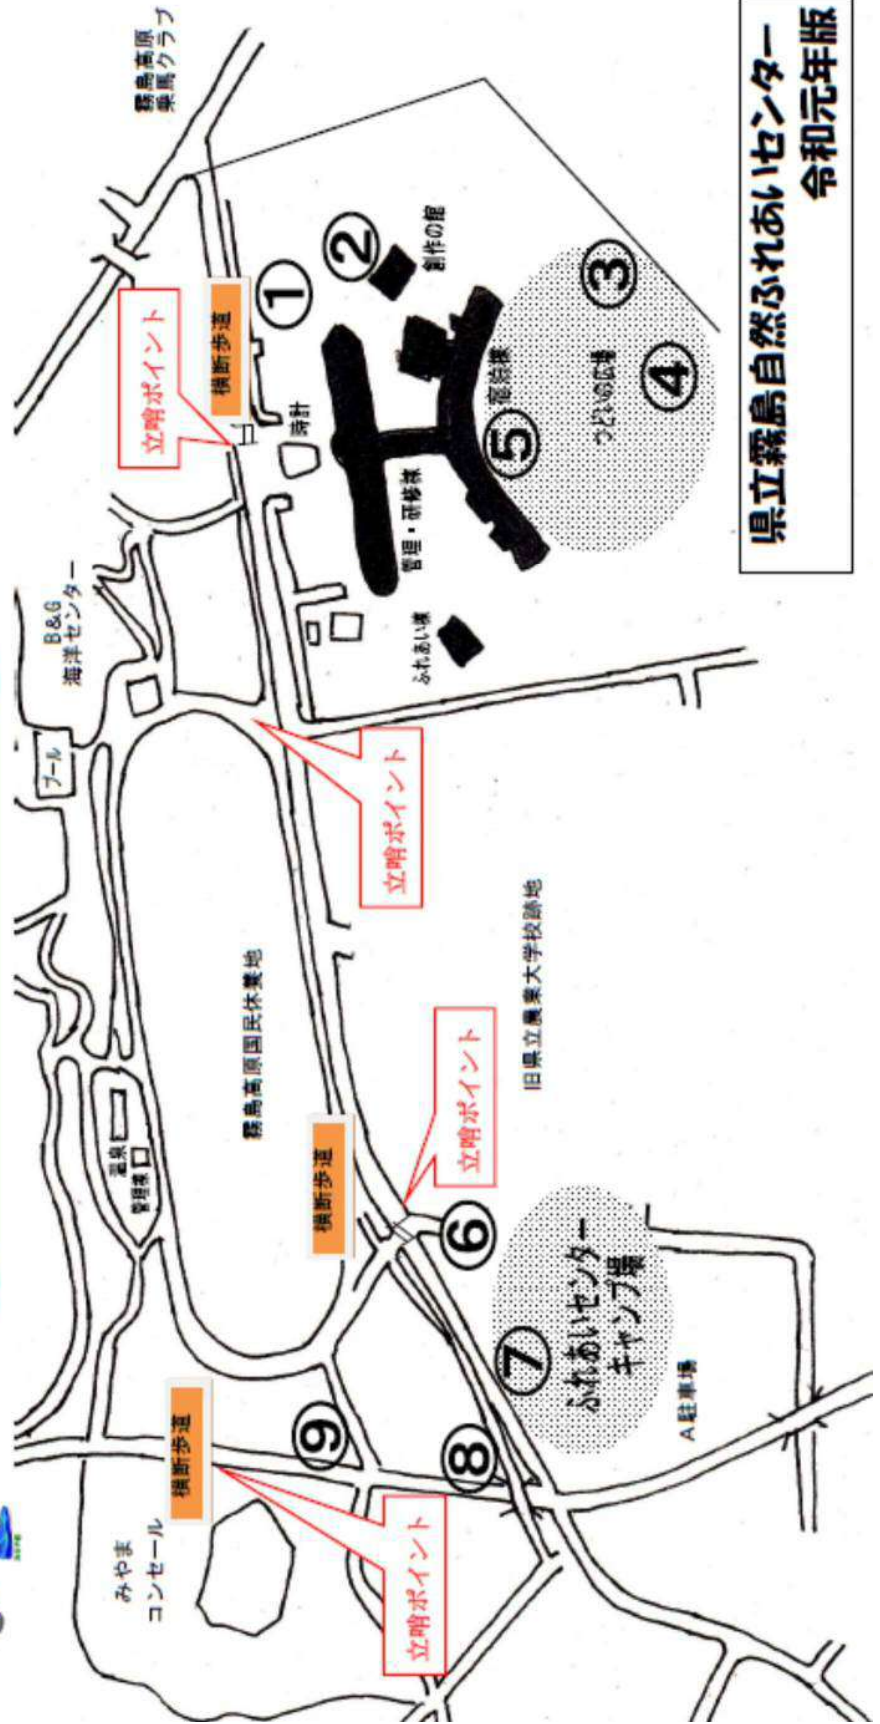 霧島高原
乗馬クラブ
立哨ポイント
横断歩道
①
②
創作の館
時計
宿泊棟
③
つどいの広場
④
⑤
管理・研修棟
ふれあい棟
B&G
海洋センター
プール
立哨ポイント
霧島高原国民休養地
旧県立農業大学校跡地
温泉
管理棟
横断歩道
立哨ポイント
⑥
⑦
ふれあいセンター
キャンプ場
A駐車場
⑧
⑨
横断歩道
みやま
コンセール
立哨ポイント
県立霧島自然ふれあいセンター
令和元年版